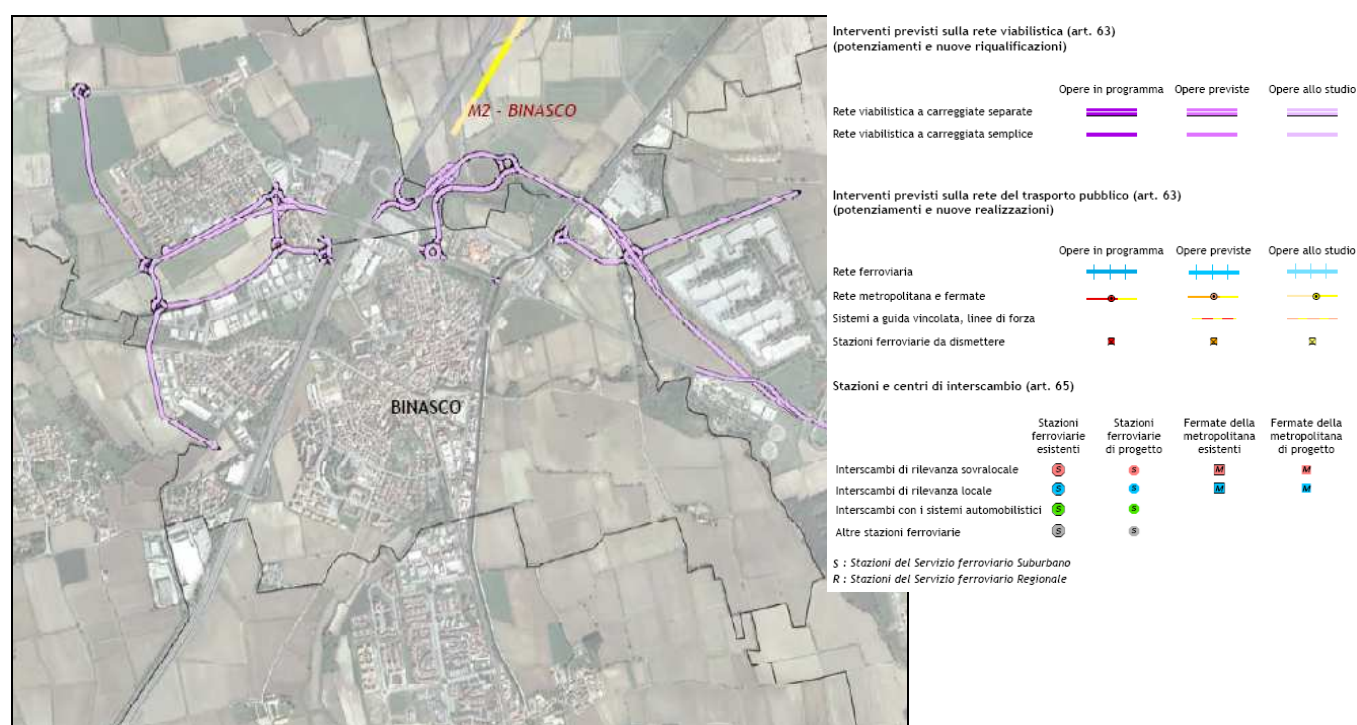 M2 - BINASCO
BINASCO
Interventi previsti sulla rete viabilistica (art. 63)
(potenziamenti e nuove riqualificazioni)
Opere in programma Opere previste Opere allo studio
Rete viabilistica a carreggiate separate
Rete viabilistica a carreggiata semplice
Interventi previsti sulla rete del trasporto pubblico (art. 63)
(potenziamenti e nuove realizzazioni)
Opere in programma Opere previste Opere allo studio
Rete ferroviaria
Rete metropolitana e fermate
Sistemi a guida vincolata, linee di forza
Stazioni ferroviarie da dismettere
Stazioni e centri di interscambio (art. 65)
Stazioni Stazioni Fermate della Fermate della
ferroviarie ferroviarie metropolitana metropolitana
esistenti di progetto esistenti di progetto
Interscambi di rilevanza sovralocale S S M M
Interscambi di rilevanza locale S S M M
Interscambi con i sistemi automobilistici S S
Altre stazioni ferroviarie S S
S : Stazioni del Servizio ferroviario Suburbano
R : Stazioni del Servizio ferroviario Regionale